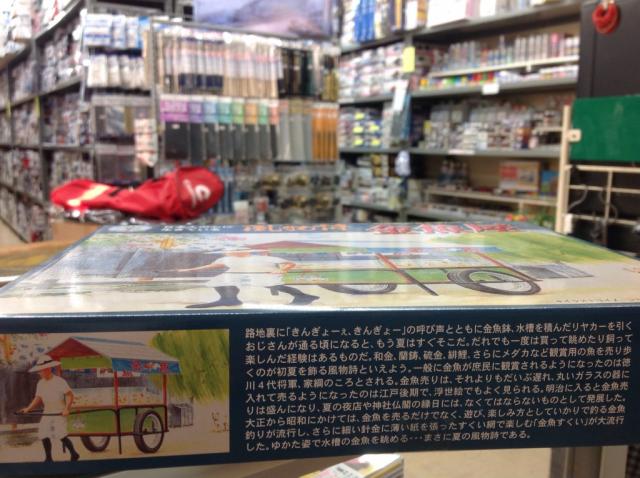 路地裏に「きんぎょーぇ、きんぎょー」の呼び声とともに金魚鉢、水槽を積んだリヤカーを引く
おじさんが通る頃になると、もう夏はすぐそこだ。だれでも一度は買って眺めたり飼って
楽しんだ経験はあるものだ。和金、蘭鋳、琉金、緋鯉、さらにメダカなど観賞用の魚を売り歩
くのが初夏を飾る風物詩といえよう。一般に金魚が庶民に観賞されるようになったのは徳
川4代将軍、家綱のころとされる。金魚売りは、それよりもだいぶ遅れ、丸いガラスの器に
入れて売るようになったのは江戸後期で、浮世絵でもよく見られる。明治に入ると金魚売
りは盛んになり、夏の夜店や神社仏閣の縁日には、なくてはならないものとして発展した。
大正から昭和にかけては、金魚を売るだけでなく、遊び、楽しみ方としていかりで釣る金魚
釣りが流行し、さらに細い針金に薄い紙を張ったすくい網で楽しむ「金魚すくい」が大流行
した。ゆかた姿で水槽の金魚を眺める・・・まさに夏の風物詩である。